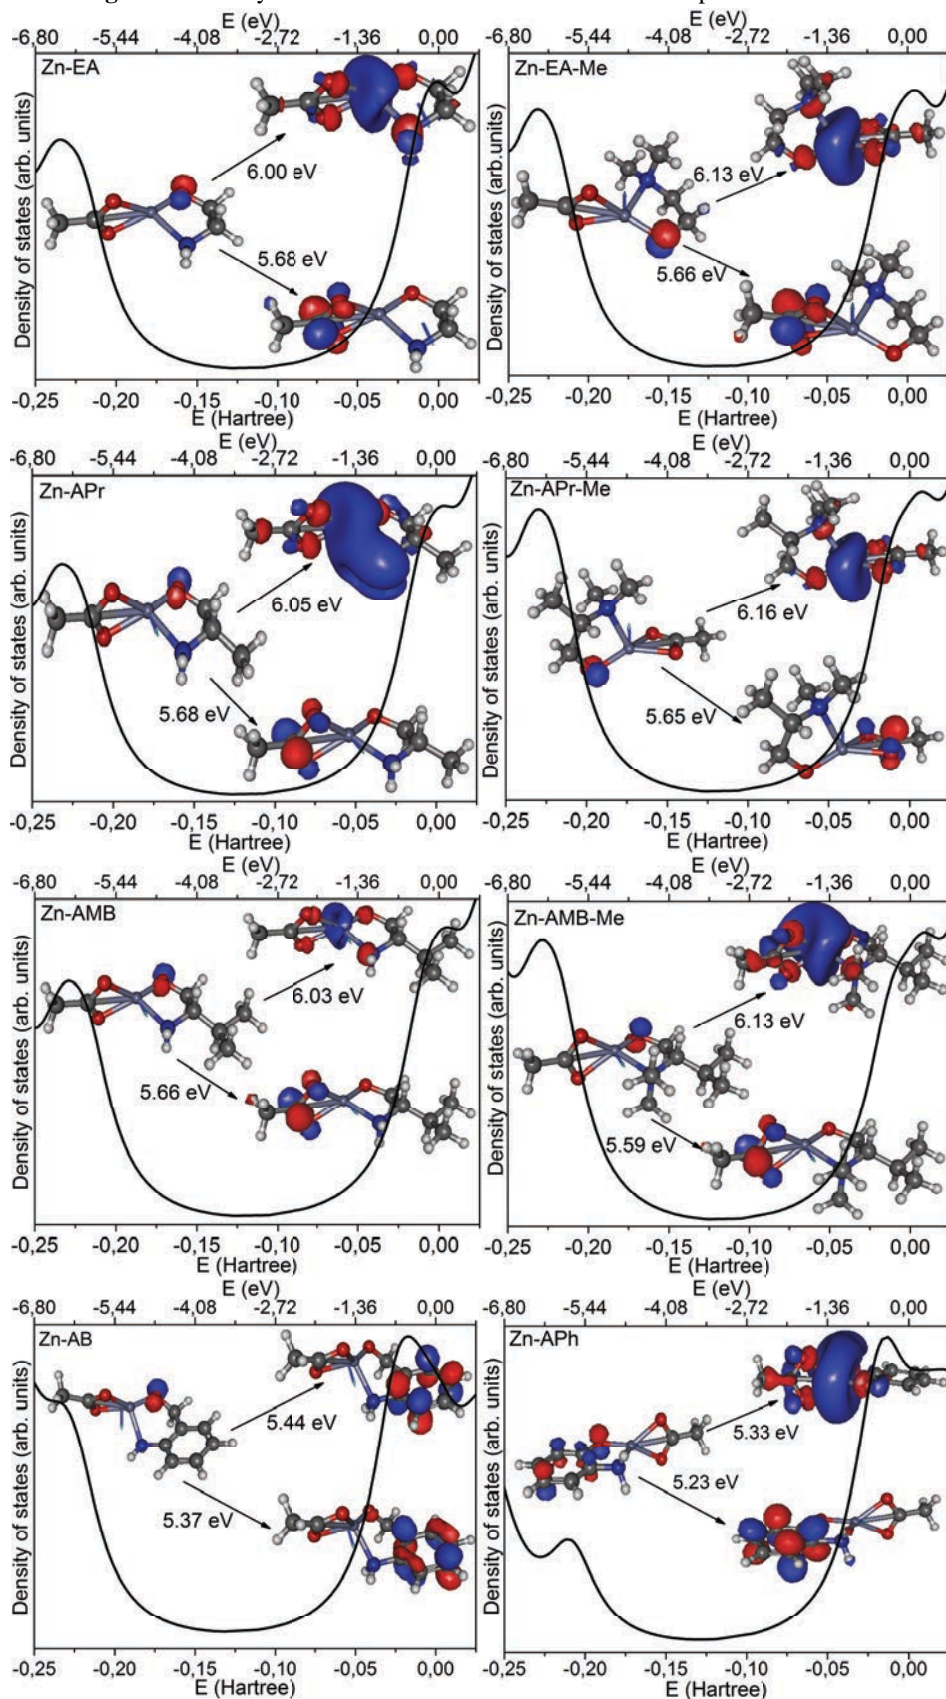 E (eV)
E (eV)
-6,80 -5,44 -4,08 -2,72 -1,36 0,00
-6,80 -5,44 -4,08 -2,72 -1,36 0,00
Density of states (arb. units)
Zn-EA
6.00 eV
5.68 eV
Density of states (arb.units)
Zn-EA-Me
6.13 eV
5.66 eV
-0,25 -0,20 -0,15 -0,10 -0,05 0,00
-0,25 -0,20 -0,15 -0,10 -0,05 0,00
E (Hartree)
E (Hartree)
E (eV)
E (eV)
-6,80 -5,44 -4,08 -2,72 -1,36 0,00
-6,80 -5,44 -4,08 -2,72 -1,36 0,00
Density of states (arb. units)
Zn-APr
6.05 eV
5.68 eV
Density of states (arb. units)
Zn-APr-Me
6.16 eV
5.65 eV
-0,25 -0,20 -0,15 -0,10 -0,05 0,00
-0,25 -0,20 -0,15 -0,10 -0,05 0,00
E (Hartree)
E (Hartree)
E (eV)
E (eV)
-6,80 -5,44 -4,08 -2,72 -1,36 0,00
-6,80 -5,44 -4,08 -2,72 -1,36 0,00
Density of states (arb. units)
Zn-AMB
6.03 eV
5.66 eV
Density of states (arb. units)
Zn-AMB-Me
6.13 eV
5.59 eV
-0,25 -0,20 -0,15 -0,10 -0,05 0,00
-0,25 -0,20 -0,15 -0,10 -0,05 0,00
E (Hartree)
E (Hartree)
E (eV)
E (eV)
-6,80 -5,44 -4,08 -2,72 -1,36 0,00
-6,80 -5,44 -4,08 -2,72 -1,36 0,00
Density of states (arb. units)
Zn-AB
5.44 eV
5.37 eV
Density of states (arb. units)
Zn-APh
5.33 eV
5.23 eV
-0,25 -0,20 -0,15 -0,10 -0,05 0,00
-0,25 -0,20 -0,15 -0,10 -0,05 0,00
E (Hartree)
E (Hartree)